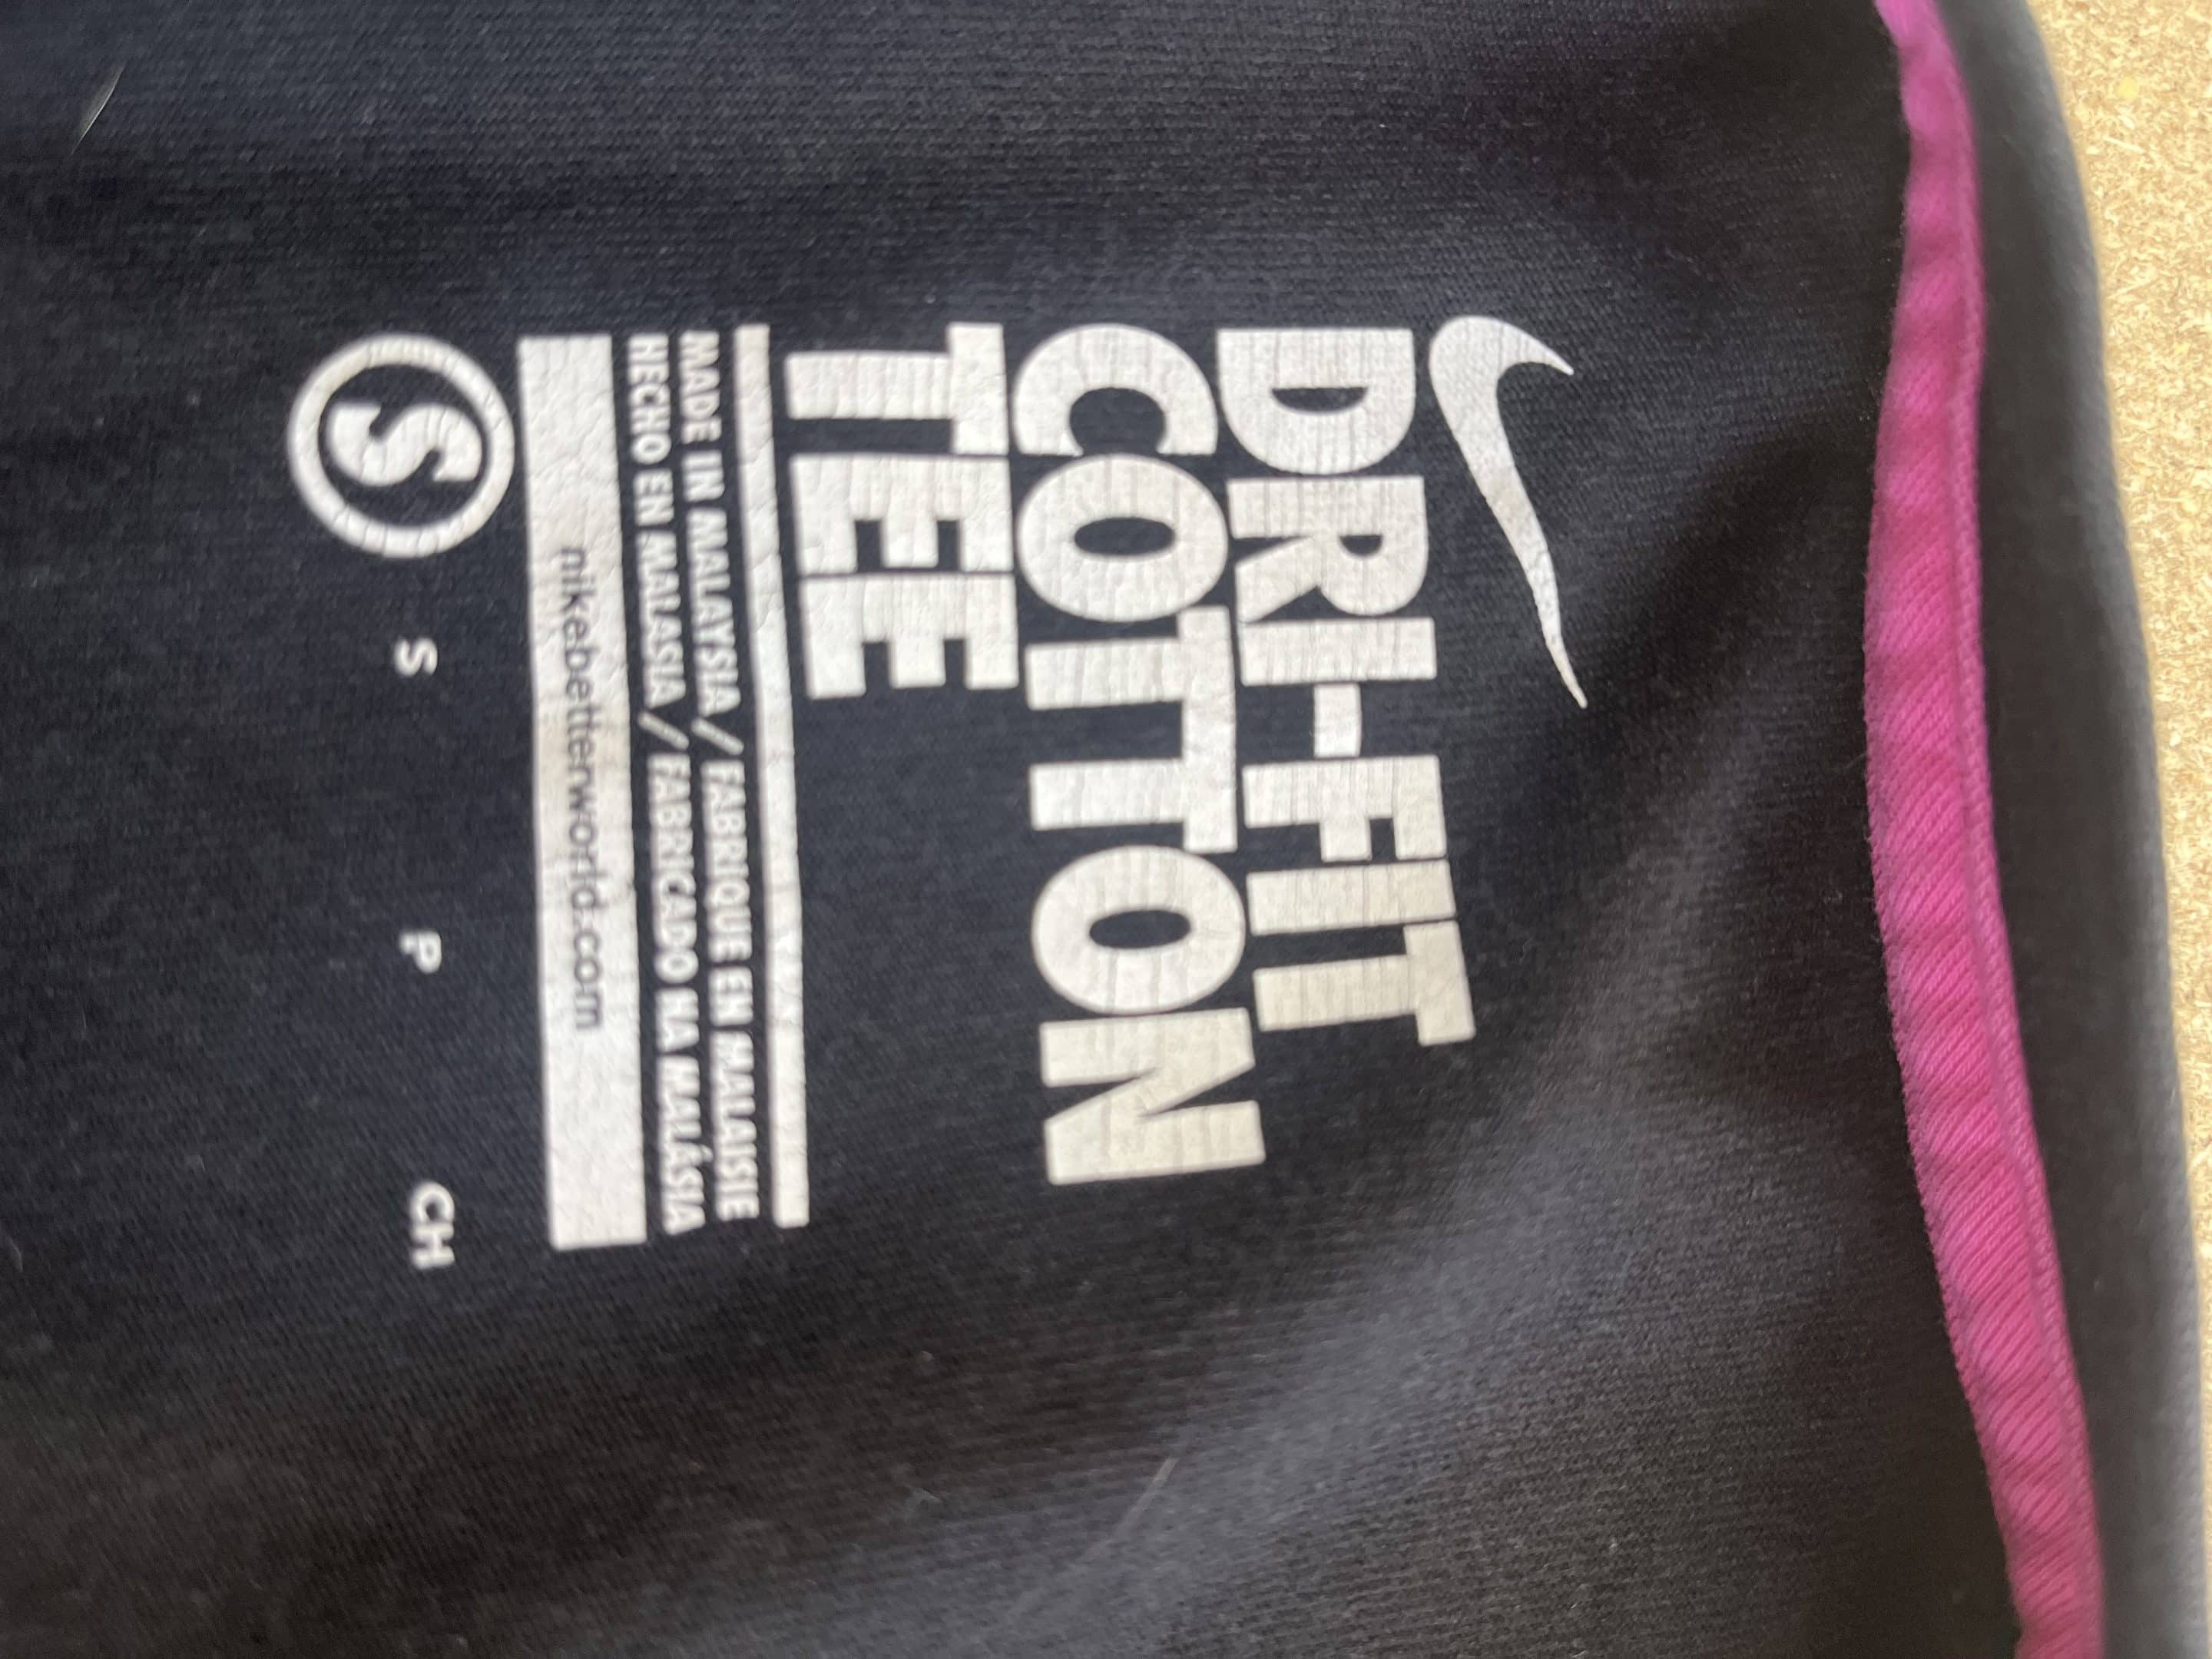 DRI-FIT
COTTON
TEE
MADE IN MALAYSIA/FABRIQUE EN MALAISIE
HECHO EN MALASIA/FABRICADO NA MALÁSIA
nikebetterworld.com
S S P CH